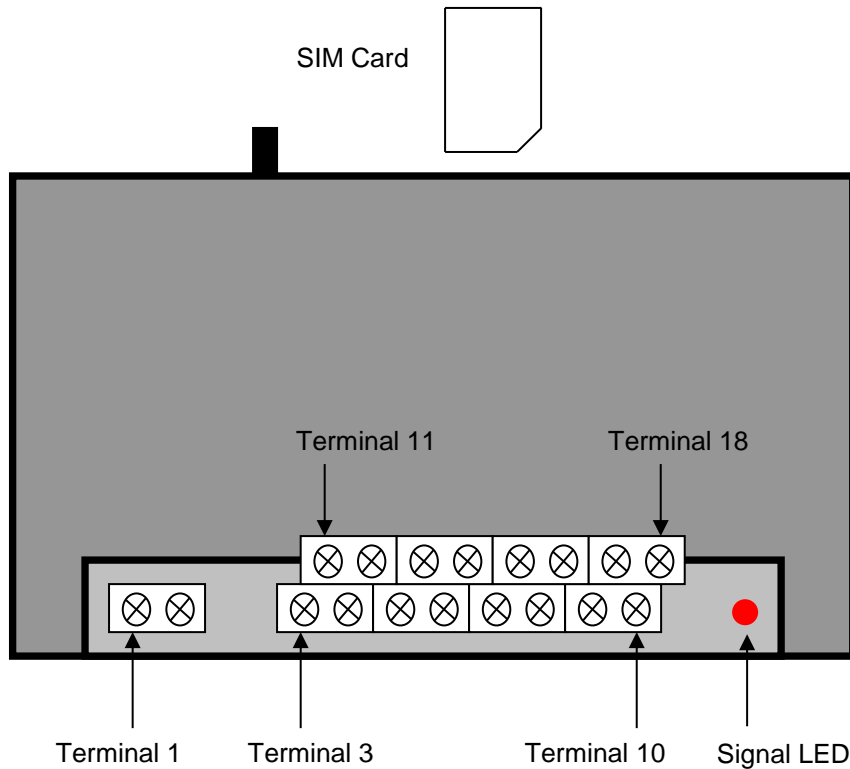 SIM Card
Terminal 11
Terminal 18
Terminal 1
Terminal 3
Terminal 10
Signal LED